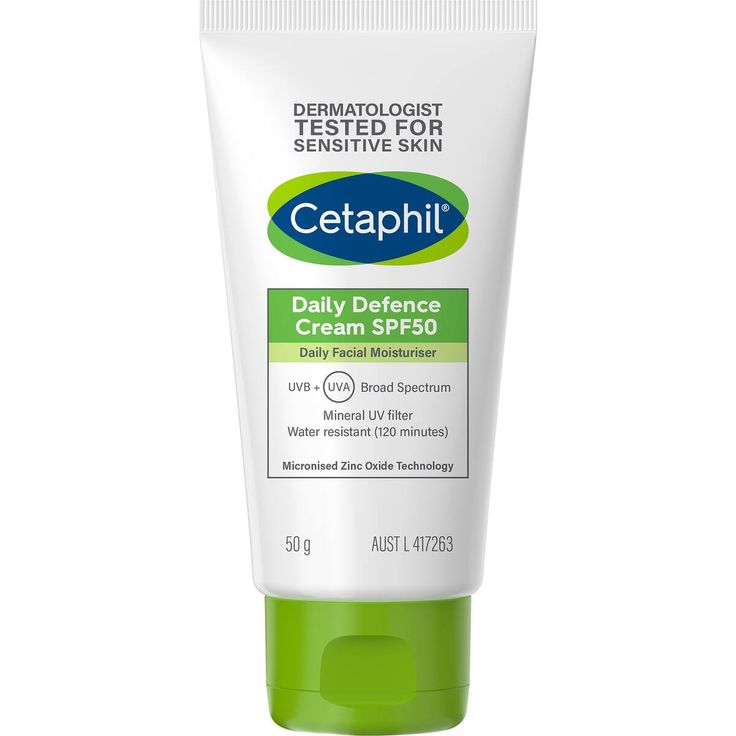 DERMATOLOGIST
TESTED FOR
SENSITIVE SKIN
Cetaphil®
Daily Defence
Cream SPF50
Daily Facial Moisturiser
UVB + UVA Broad Spectrum
Mineral UV filter
Water resistant (120 minutes)
Micronised Zinc Oxide Technology
50 g AUST L 417263